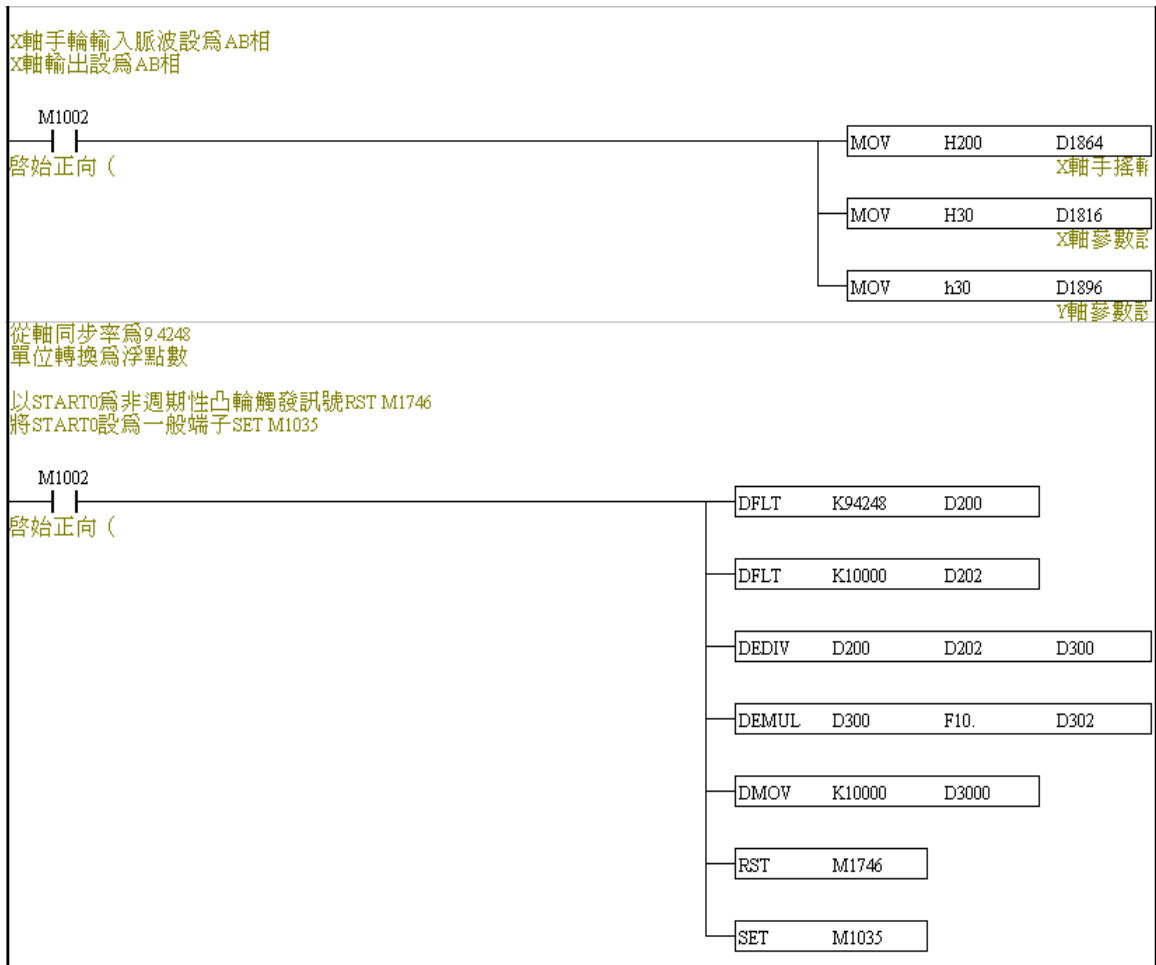 X軸手輪輸入脈波設爲AB相
X軸輸出設爲AB相
M1002
啓始正向（
MOV H200 D1864
X軸手搖
MOV H30 D1816
X軸參數
MOV h30 D1896
Y軸參數
從軸同步率爲9.4248
單位轉換爲浮點數
以START0爲非週期性凸輪觸發訊號RST M1746
將START0設爲一般端子SET M1035
M1002
啓始正向（
DFLT K94248 D200
DFLT K10000 D202
DEDIV D200 D202 D300
DEMUL D300 F10. D302
DMOV K10000 D3000
RST M1746
SET M1035